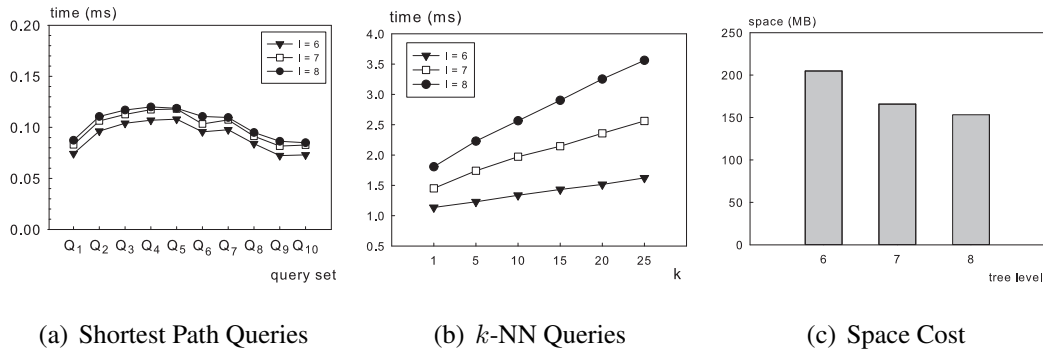 time (ms)
0.20
0.15
0.10
0.05
0.00
l = 6
l = 7
l = 8
Q1 Q2 Q3 Q4 Q5 Q6 Q7 Q8 Q9 Q10
query set
(a) Shortest Path Queries
time (ms)
4.0
3.5
3.0
2.5
2.0
1.5
1.0
0.5
l = 6
l = 7
l = 8
1 5 10 15 20 25
k
(b) k-NN Queries
space (MB)
250
200
150
100
50
0
6 7 8
tree level
(c) Space Cost